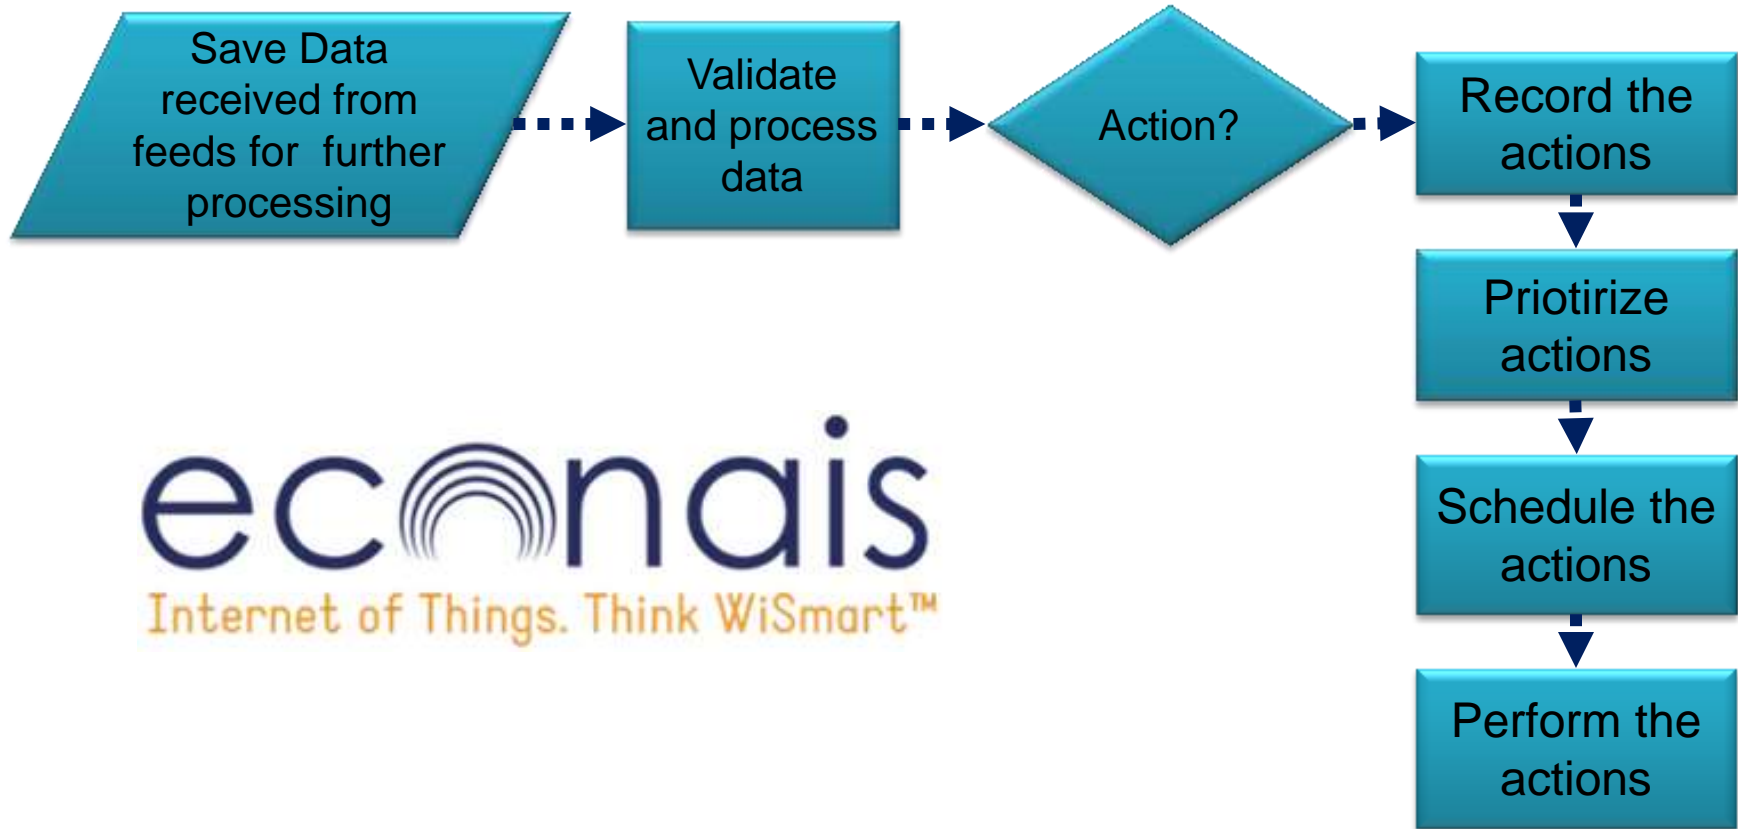 Save Data
received from
feeds for further
processing
Validate
and process
data
Action?
Record the
actions
Priotirize
actions
Schedule the
actions
Perform the
actions
econais
Internet of Things. Think WiSmart™